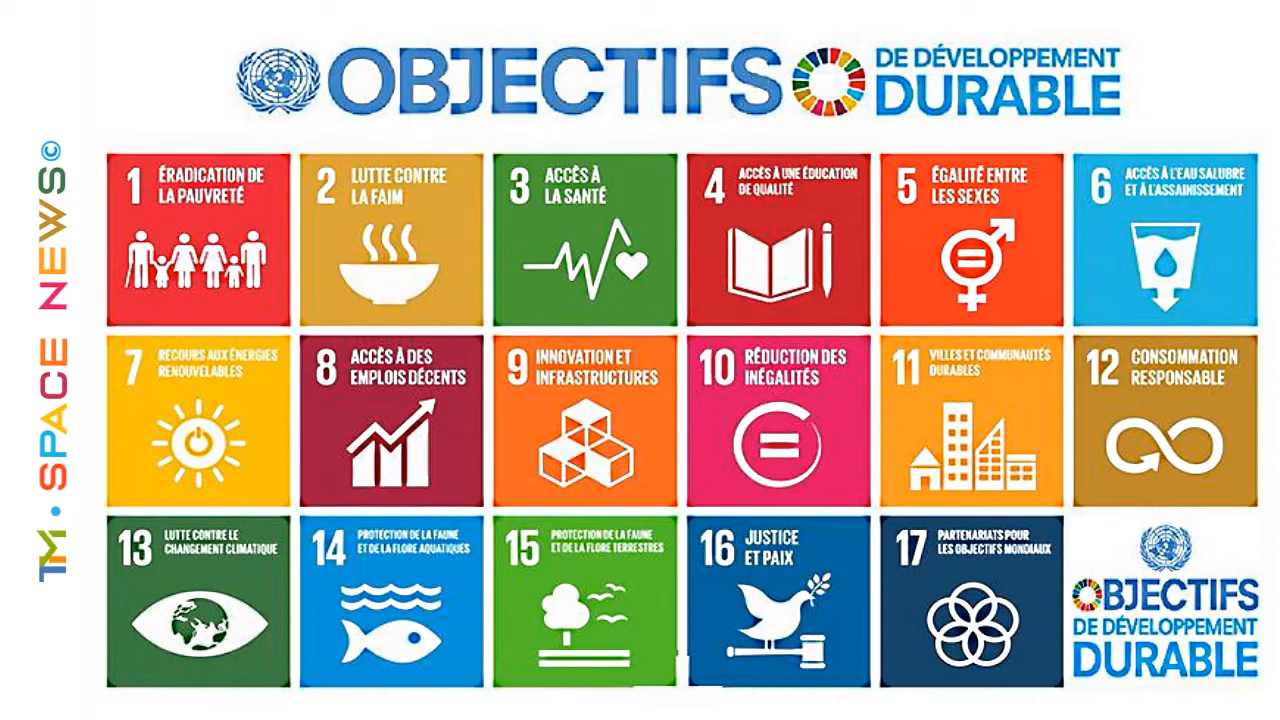 OBJECTIFS
DE DÉVELOPPEMENT
DURABLE
TM • SPACE NEWS©
1 ÉRADICATION DE
LA PAUVRETÉ
2 LUTTE CONTRE
LA FAIM
3 ACCÈS À
LA SANTÉ
4 ACCÈS À UNE ÉDUCATION
DE QUALITÉ
5 ÉGALITÉ ENTRE
LES SEXES
6 ACCÈS À L'EAU SALUBRE
ET À L'ASSAINISSEMENT
7 RECOURS AUX ÉNERGIES
RENOUVELABLES
8 ACCÈS À DES
EMPLOIS DÉCENTS
9 INNOVATION ET
INFRASTRUCTURES
10 RÉDUCTION DES
INÉGALITÉS
11 VILLES ET COMMUNAUTÉS
DURABLES
12 CONSOMMATION
RESPONSABLE
13 LUTTE CONTRE LE
CHANGEMENT CLIMATIQUE
14 PROTECTION DE LA FAUNE
ET DE LA FLORE AQUATIQUES
15 PROTECTION DE LA FAUNE
ET DE LA FLORE TERRESTRES
16 JUSTICE
ET PAIX
17 PARTENARIATS POUR
LES OBJECTIFS MONDIAUX
OBJECTIFS
DE DÉVELOPPEMENT
DURABLE